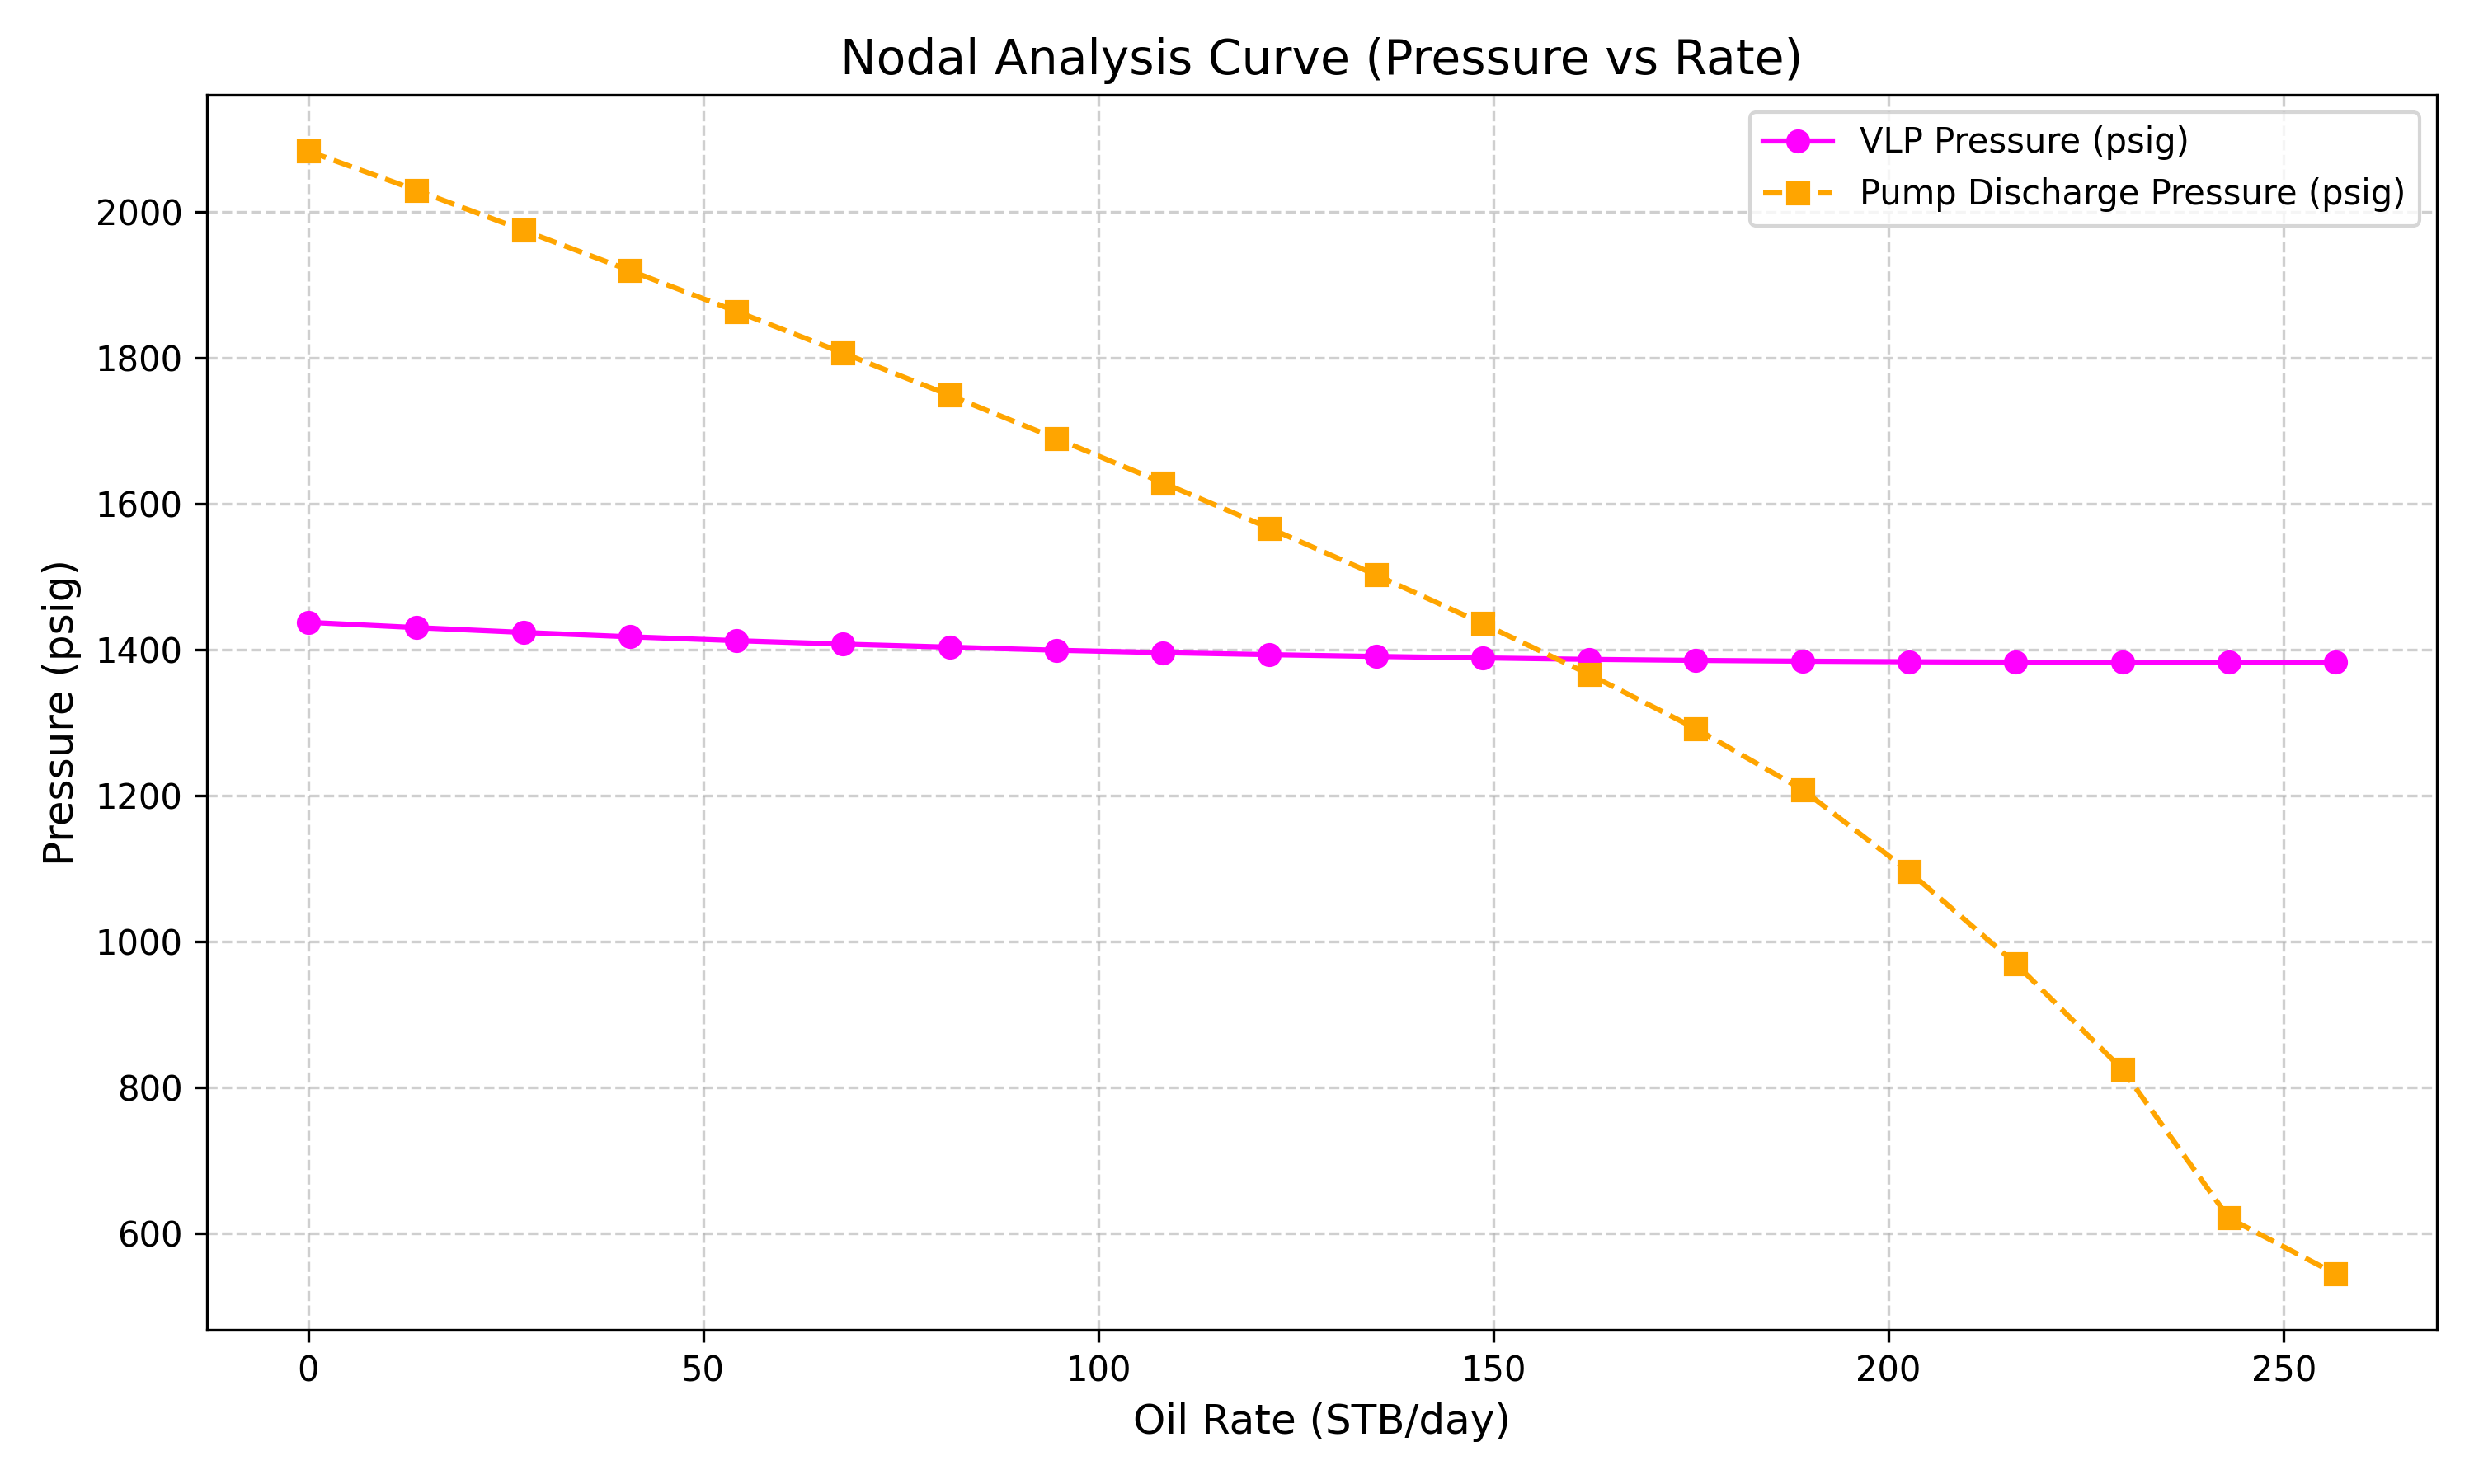 Nodal Analysis Curve (Pressure vs Rate)
VLP Pressure (psig)
Pump Discharge Pressure (psig)
Pressure (psig)
2000
1800
1600
1400
1200
1000
800
600
0 50 100 150 200 250
Oil Rate (STB/day)